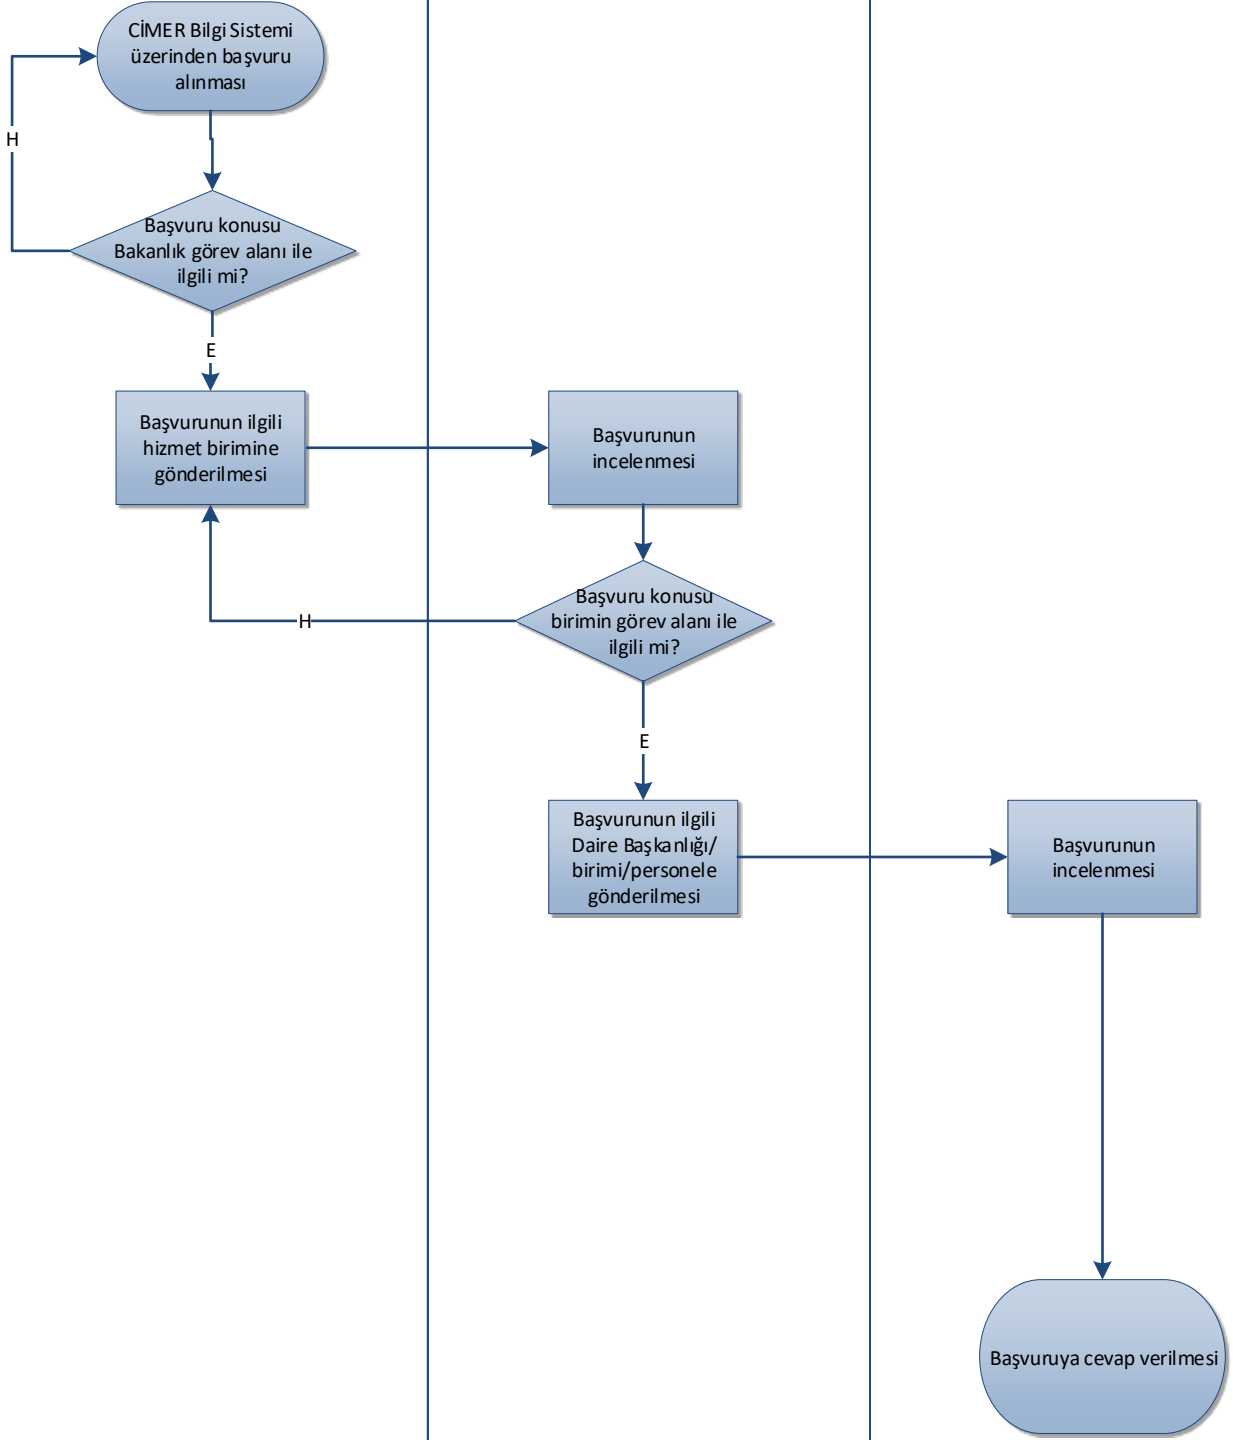 CİMER Bilgi Sistemi
üzerinden başvuru
alınması
H
Başvuru konusu
Bakanlık görev alanı ile
ilgili mi?
E
Başvurunun ilgili
hizmet birimine
gönderilmesi
Başvurunun
incelenmesi
Başvuru konusu
birimin görev alanı ile
ilgili mi?
H
E
Başvurunun ilgili
Daire Başkanlığı/
birimi/personele
gönderilmesi
Başvurunun
incelenmesi
Başvuruya cevap verilmesi